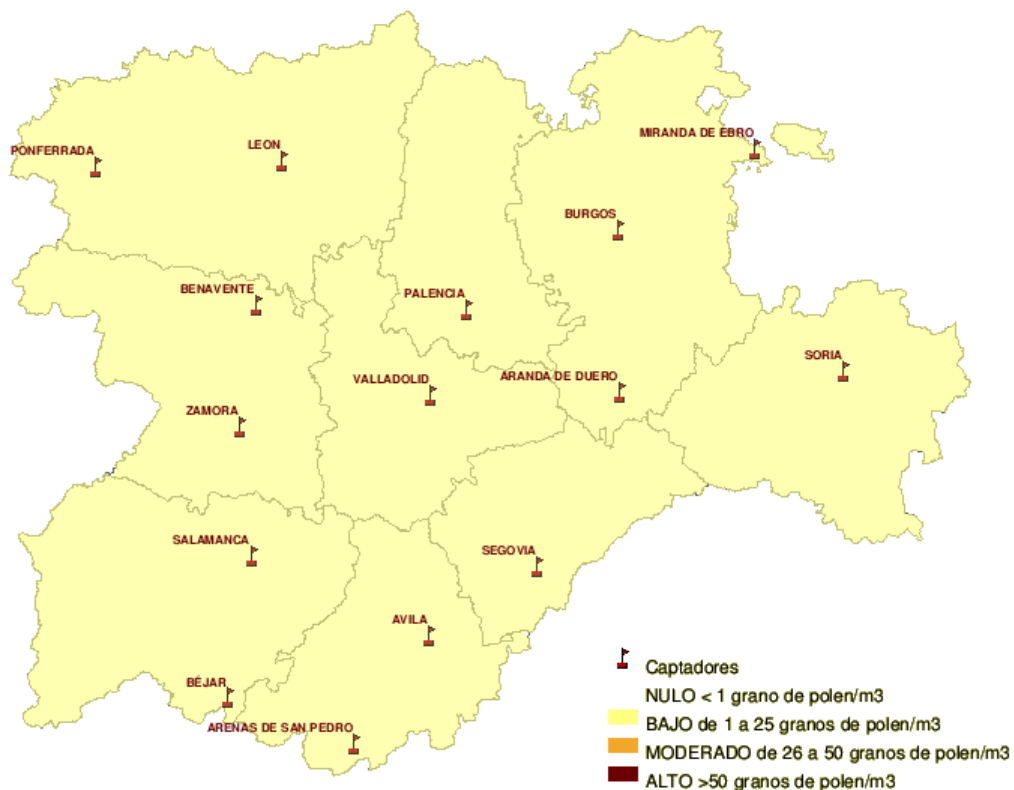 MIRANDA DE EBRO
PONFERRADA
LEON
BURGOS
BENAVENTE
PALENCIA
SORIA
VALLADOLID
ARANDA DE DUERO
ZAMORA
SALAMANCA
SEGOVIA
AVILA
BÉJAR
ARENAS DE SAN PEDRO
Captadores
NULO < 1 grano de polen/m3
BAJO de 1 a 25 granos de polen/m3
MODERADO de 26 a 50 granos de polen/m3
ALTO >50 granos de polen/m3